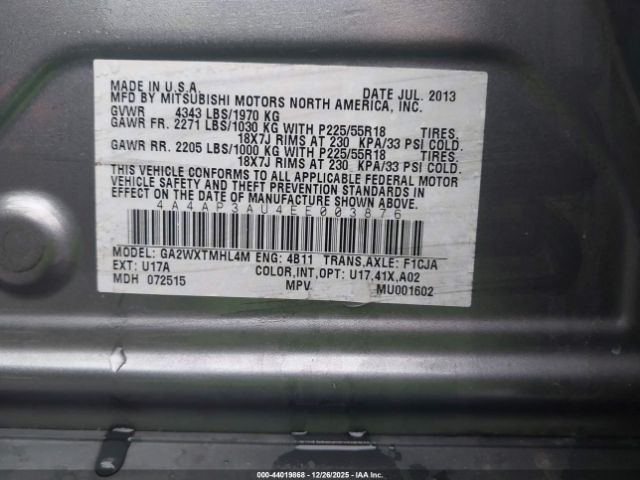 MADE IN U.S.A. DATE JUL. 2013
MFD BY MITSUBISHI MOTORS NORTH AMERICA, INC.
GVWR 4343 LBS/1970 KG
GAWR FR. 2271 LBS/1030 KG WITH P225/55R18 TIRES.
18X7J RIMS AT 230 KPA/33 PSI COLD.
GAWR RR. 2205 LBS/1000 KG WITH P225/55R18 TIRES.
18X7J RIMS AT 230 KPA/33 PSI COLD.
THIS VEHICLE CONFORMS TO ALL APPLICABLE FEDERAL MOTOR
VEHICLE SAFETY AND THEFT PREVENTION STANDARDS IN
EFFECT ON THE DATE OF MANUFACTURE SHOWN ABOVE.
4A4AP3AU4EE003876
MODEL: GA2WXTMHL4M ENG: 4B11 TRANS,AXLE: F1CJA
EXT: U17A COLOR,INT,OPT: U17,41X,A02
MDH 072515 MPV MU001602
© 44019868 - 12/26/2025 - IAA Inc.